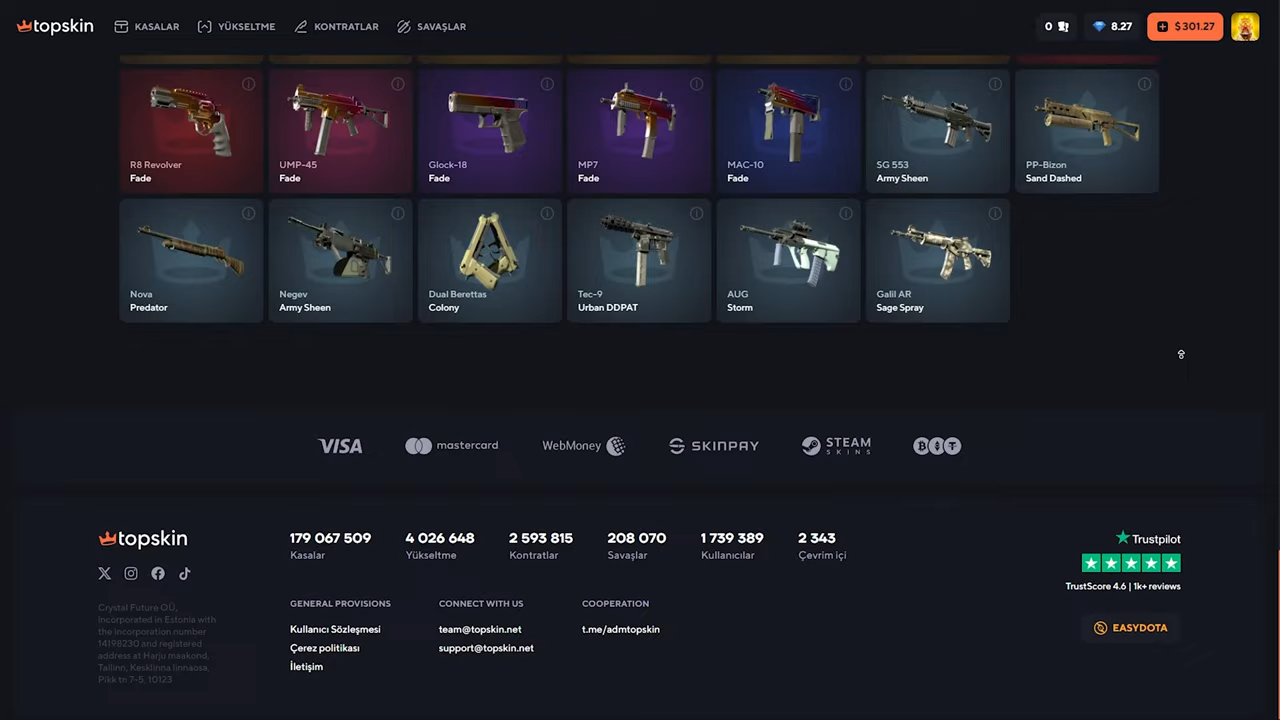 topskin
KASALAR
YÜKSELTME
KONTRATLAR
SAVAŞLAR
0
8.27
$301.27
R8 Revolver
Fade
UMP-45
Fade
Glock-18
Fade
MP7
Fade
MAC-10
Fade
SG 553
Army Sheen
PP-Bizon
Sand Dashed
Nova
Predator
Negev
Army Sheen
Dual Berettas
Colony
Tec-9
Urban DDPAT
AUG
Storm
Galil AR
Sage Spray
VISA
mastercard
WebMoney
SKINPAY
STEAM
SKINS
topskin
179 067 509
Kasalar
4 026 648
Yükseltme
2 593 815
Kontratlar
208 070
Savaşlar
1 739 389
Kullanıcılar
2 343
Çevrim içi
Trustpilot
TrustScore 4.6 | 1k+ reviews
Crystal Future OÜ,
incorporated in Estonia with
the incorporation number
14198230 and registered
address at Harju maakond,
Tallinn, Kesklinna linnaosa,
Pikk tn 7-5, 10123
GENERAL PROVISIONS
Kullanıcı Sözleşmesi
Çerez politikası
İletişim
CONNECT WITH US
team@topskin.net
support@topskin.net
COOPERATION
t.me/admtopskin
EASYDOTA